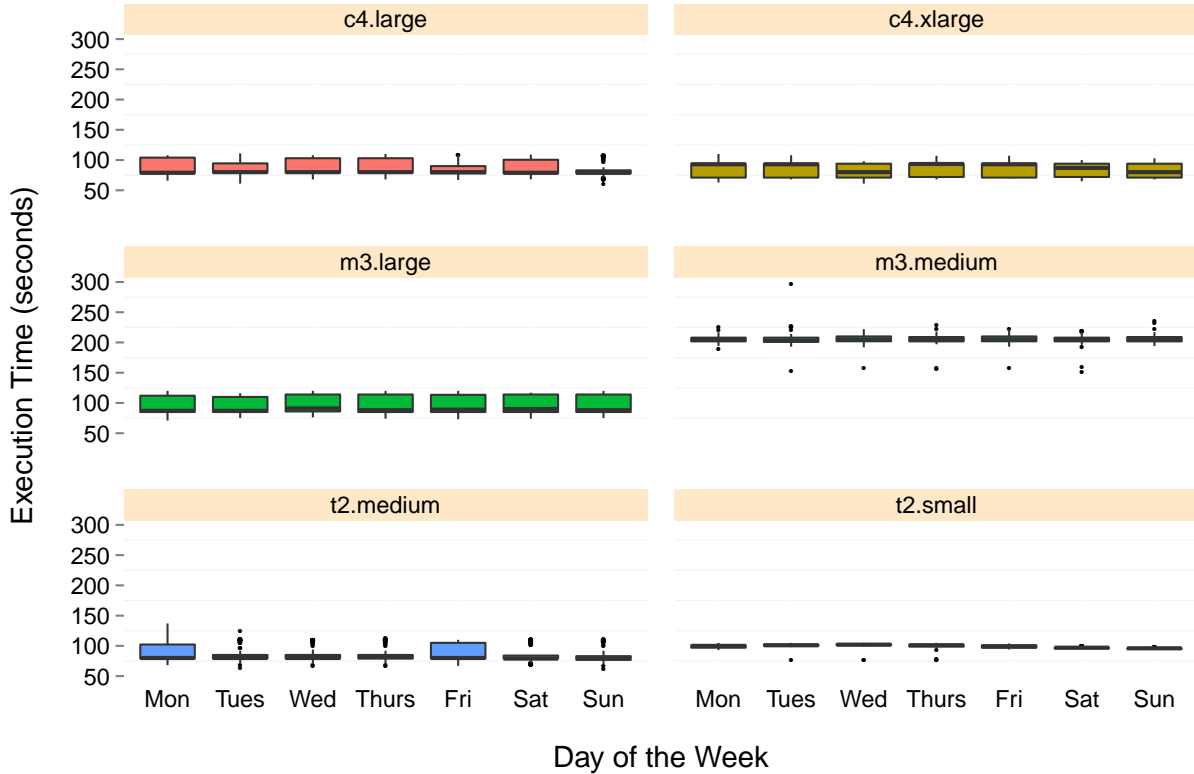 c4.large
c4.xlarge
300
250
200
150
100
50
m3.large
m3.medium
300
250
200
150
100
50
t2.medium
t2.small
300
250
200
150
100
50
Mon Tues Wed Thurs Fri Sat Sun
Mon Tues Wed Thurs Fri Sat Sun
Day of the Week
Execution Time (seconds)